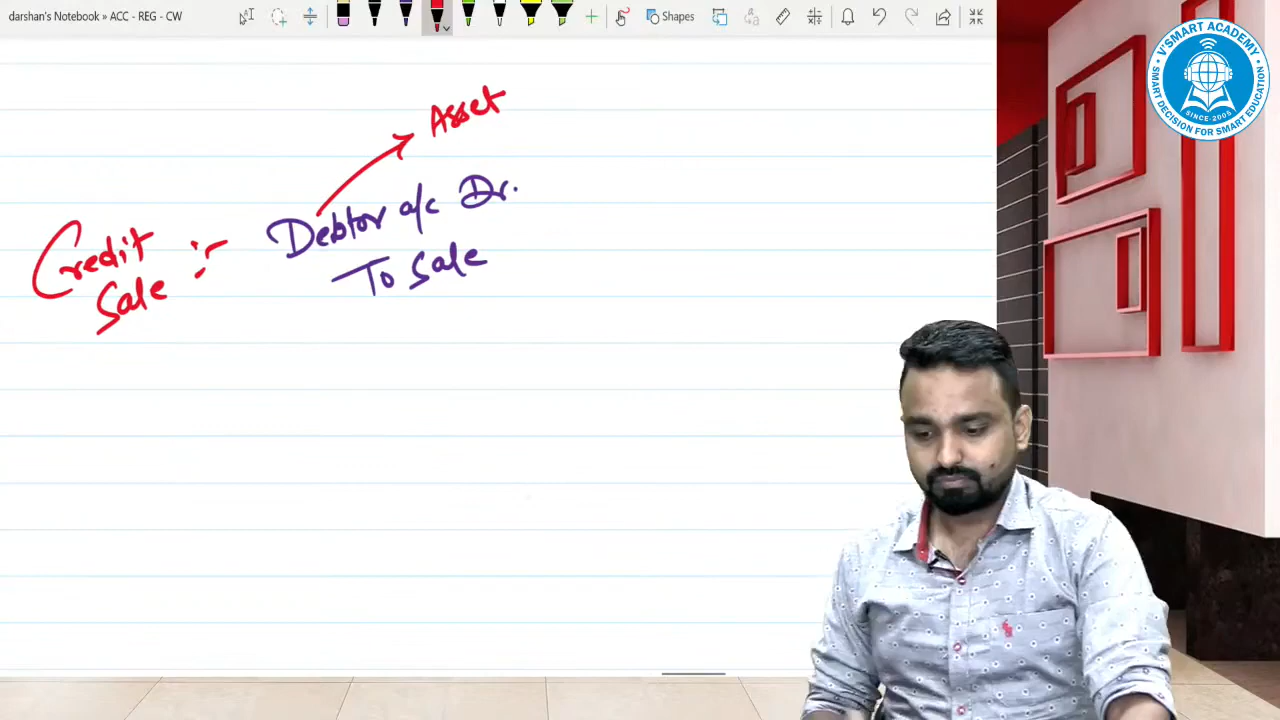 darshan's Notebook » ACC - REG - CW
Shapes
V'SMART ACADEMY
SINCE-2005
SMART DECISION FOR SMART EDUCATION
Asset
Credit Sale :- Debtor a/c Dr.
To Sale